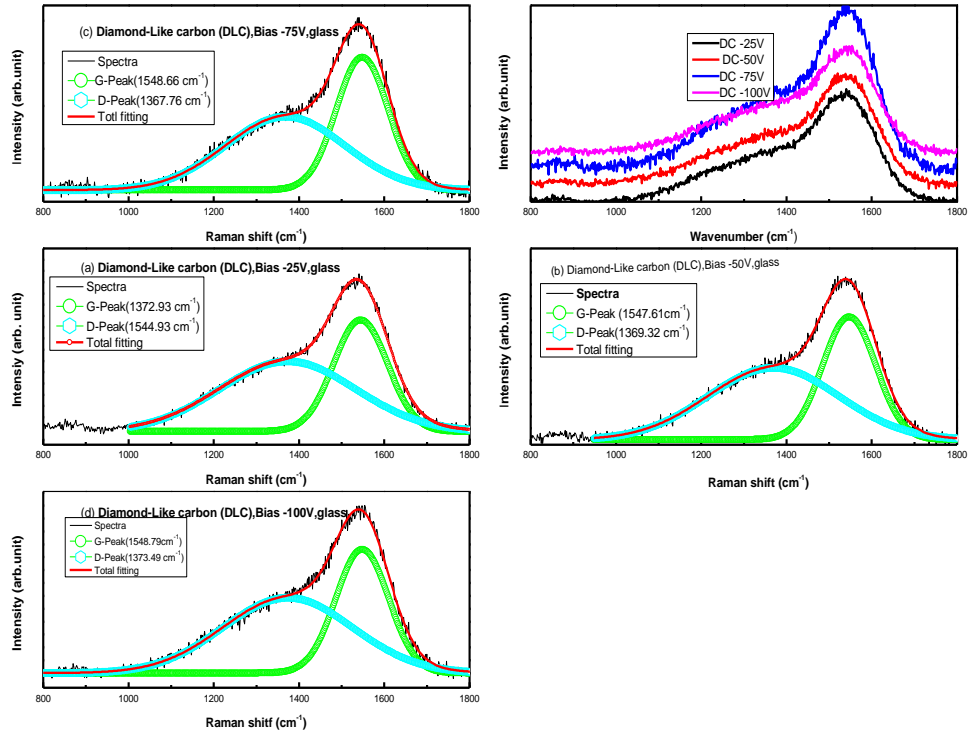 (c) Diamond-Like carbon (DLC),Bias -75V,glass
Spectra
G-Peak(1548.66 cm⁻¹)
D-Peak(1367.76 cm⁻¹)
Totl fitting
Intensity (arb.unit)
800 1000 1200 1400 1600 1800
Raman shift (cm⁻¹)
DC -25V
DC-50V
DC -75V
DC -100V
Intensity (arb.unit)
800 1000 1200 1400 1600 1800
Wavenumber (cm⁻¹)
(a) Diamond-Like carbon (DLC),Bias -25V,glass
Spectra
G-Peak(1372.93 cm⁻¹)
D-Peak(1544.93 cm⁻¹)
Total fitting
Intensity (arb.unit)
800 1000 1200 1400 1600 1800
Raman shift (cm⁻¹)
(b) Diamond-Like carbon (DLC),Bias -50V,glass
Spectra
G-Peak (1547.61cm⁻¹)
D-Peak(1369.32 cm⁻¹)
Total fitting
Intensity (arb.unit)
800 1000 1200 1400 1600 1800
Raman shift (cm⁻¹)
(d) Diamond-Like carbon (DLC),Bias -100V,glass
Spectra
G-Peak(1548.79cm⁻¹)
D-Peak(1373.49 cm⁻¹)
Total fitting
Intensity (arb.unit)
800 1000 1200 1400 1600 1800
Raman shitf (cm⁻¹)